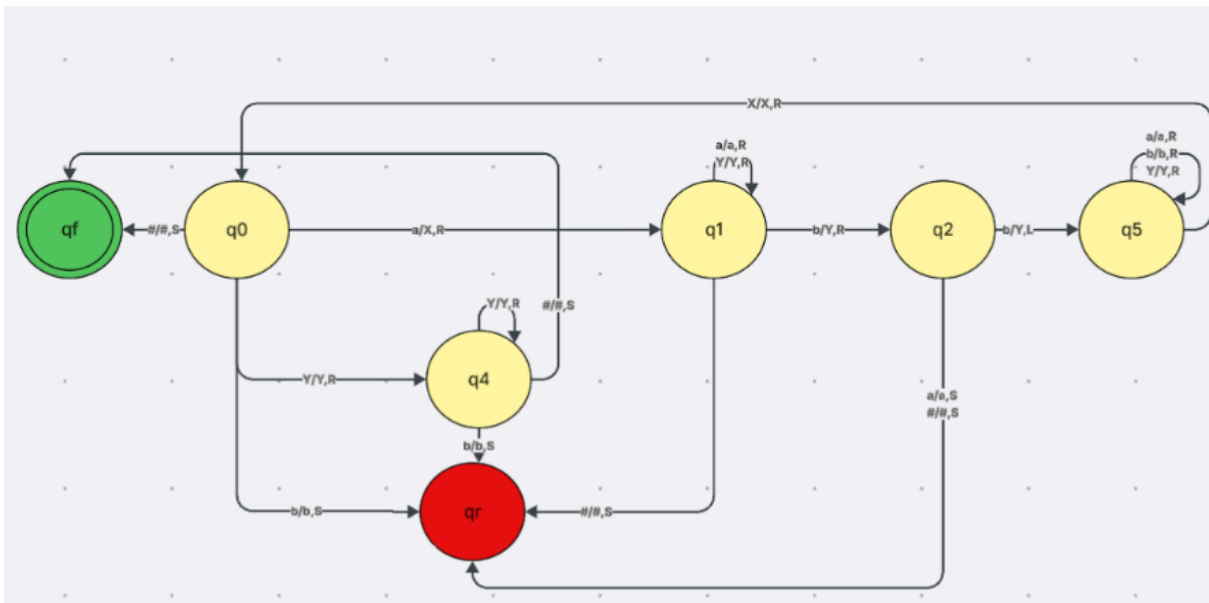 X/X,R
a/a,R
Y/Y,R
a/a,R
b/b,R
Y/Y,R
qf
#/#,S
q0
a/X,R
q1
b/Y,R
q2
b/Y,L
q5
Y/Y,R
#/#,S
Y/Y,R
q4
a/a,S
#/#,S
b/b,S
b/b,S
qr
#/#,S